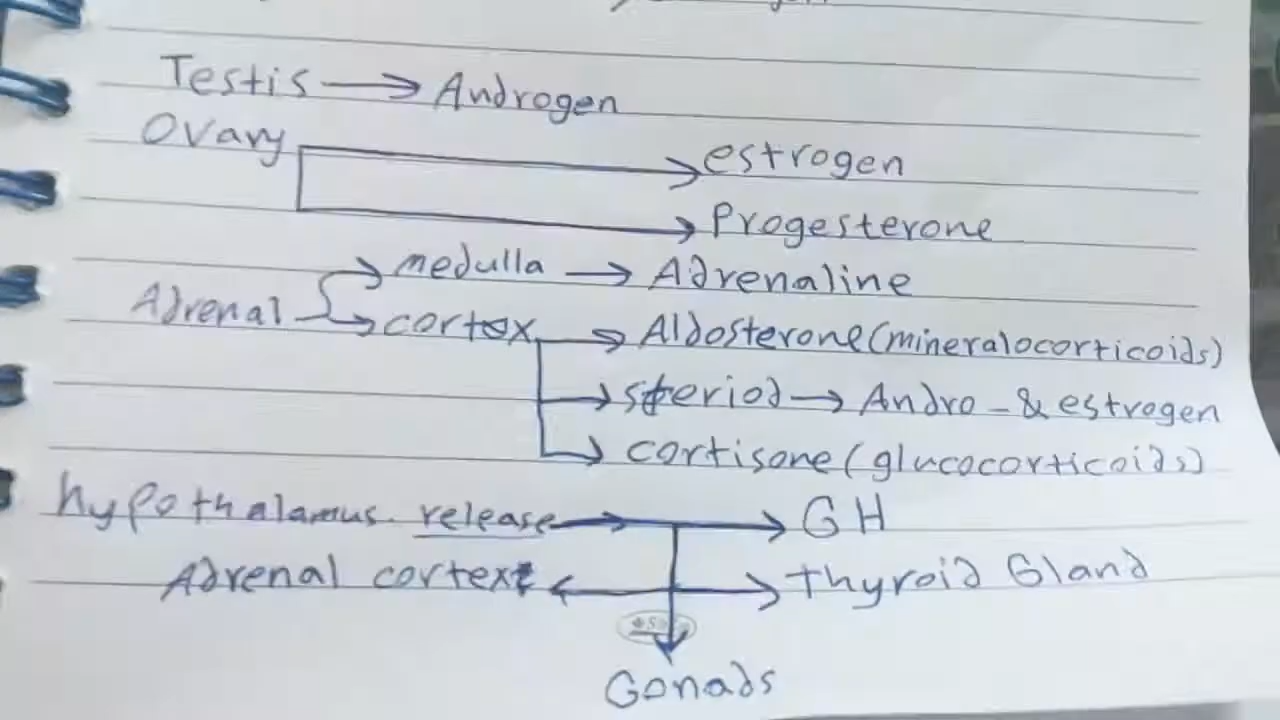 Testis → Androgen
Ovary → estrogen
→ Progesterone
Adrenal → medulla → Adrenaline
→ cortex → Aldosterone (mineralocorticoids)
→ steriod → Andro - & estrogen
→ cortisone (glucocorticoids)
hypothalamus release → GH
Adrenal cortex ← → Thyroid Gland
Gonads